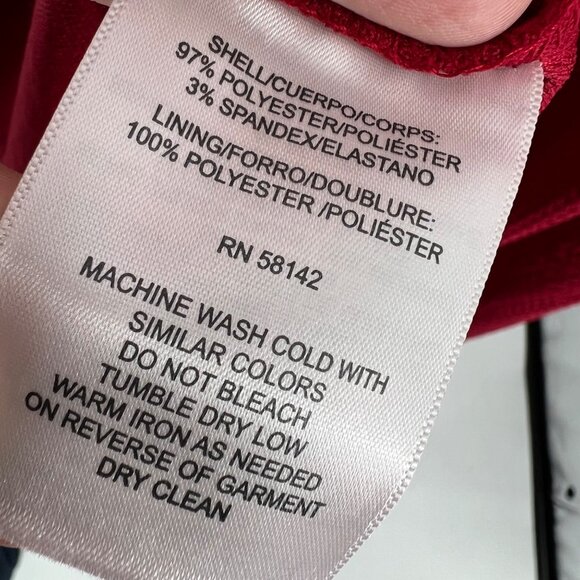 SHELL/CUERPO/CORPS:
97% POLYESTER/POLIÉSTER
3% SPANDEX/ELASTANO
LINING/FORRO/DOUBLURE:
100% POLYESTER /POLIÉSTER
RN 58142
MACHINE WASH COLD WITH
SIMILAR COLORS
DO NOT BLEACH
TUMBLE DRY LOW
WARM IRON AS NEEDED
ON REVERSE OF GARMENT
DRY CLEAN